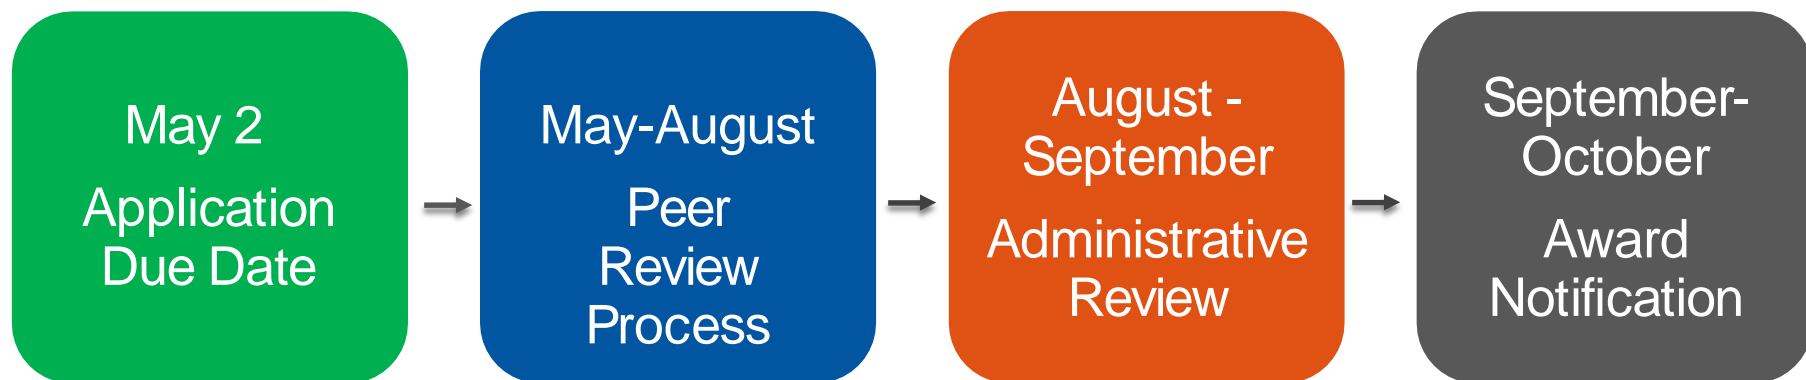 May 2
Application
Due Date
May-August
Peer
Review
Process
August -
September
Administrative
Review
September-
October
Award
Notification